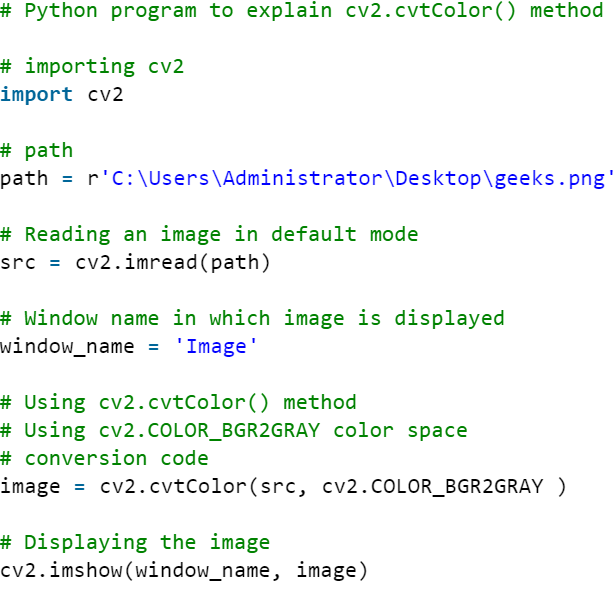 # Python program to explain cv2.cvtColor() method
# importing cv2
import cv2
# path
path = r'C:\Users\Administrator\Desktop\geeks.png'
# Reading an image in default mode
src = cv2.imread(path)
# Window name in which image is displayed
window_name = 'Image'
# Using cv2.cvtColor() method
# Using cv2.COLOR_BGR2GRAY color space
# conversion code
image = cv2.cvtColor(src, cv2.COLOR_BGR2GRAY )
# Displaying the image
cv2.imshow(window_name, image)